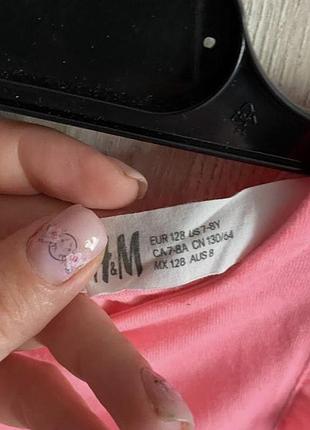 H&M
EUR 128 US 7-8Y
CA 7-8A CN 130/64
MX 128 AUS 8